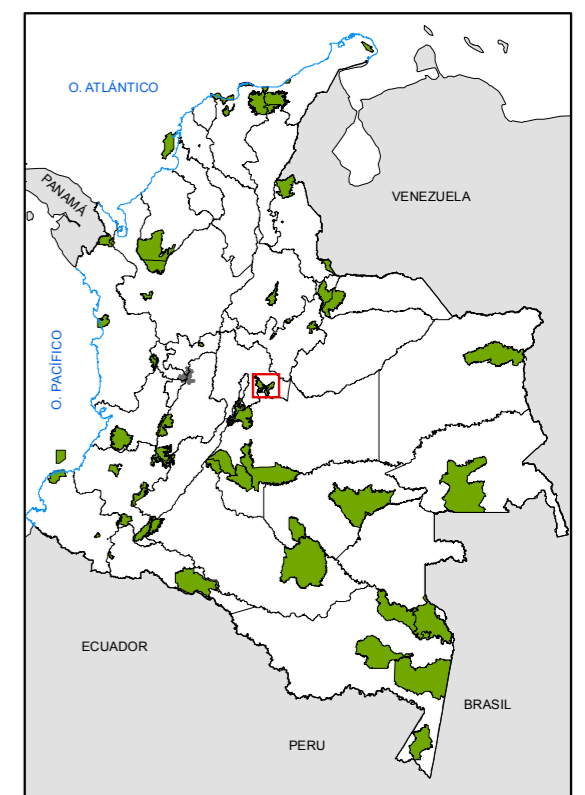 O. ATLÁNTICO
PANAMÁ
VENEZUELA
O. PACÍFICO
ECUADOR
BRASIL
PERU